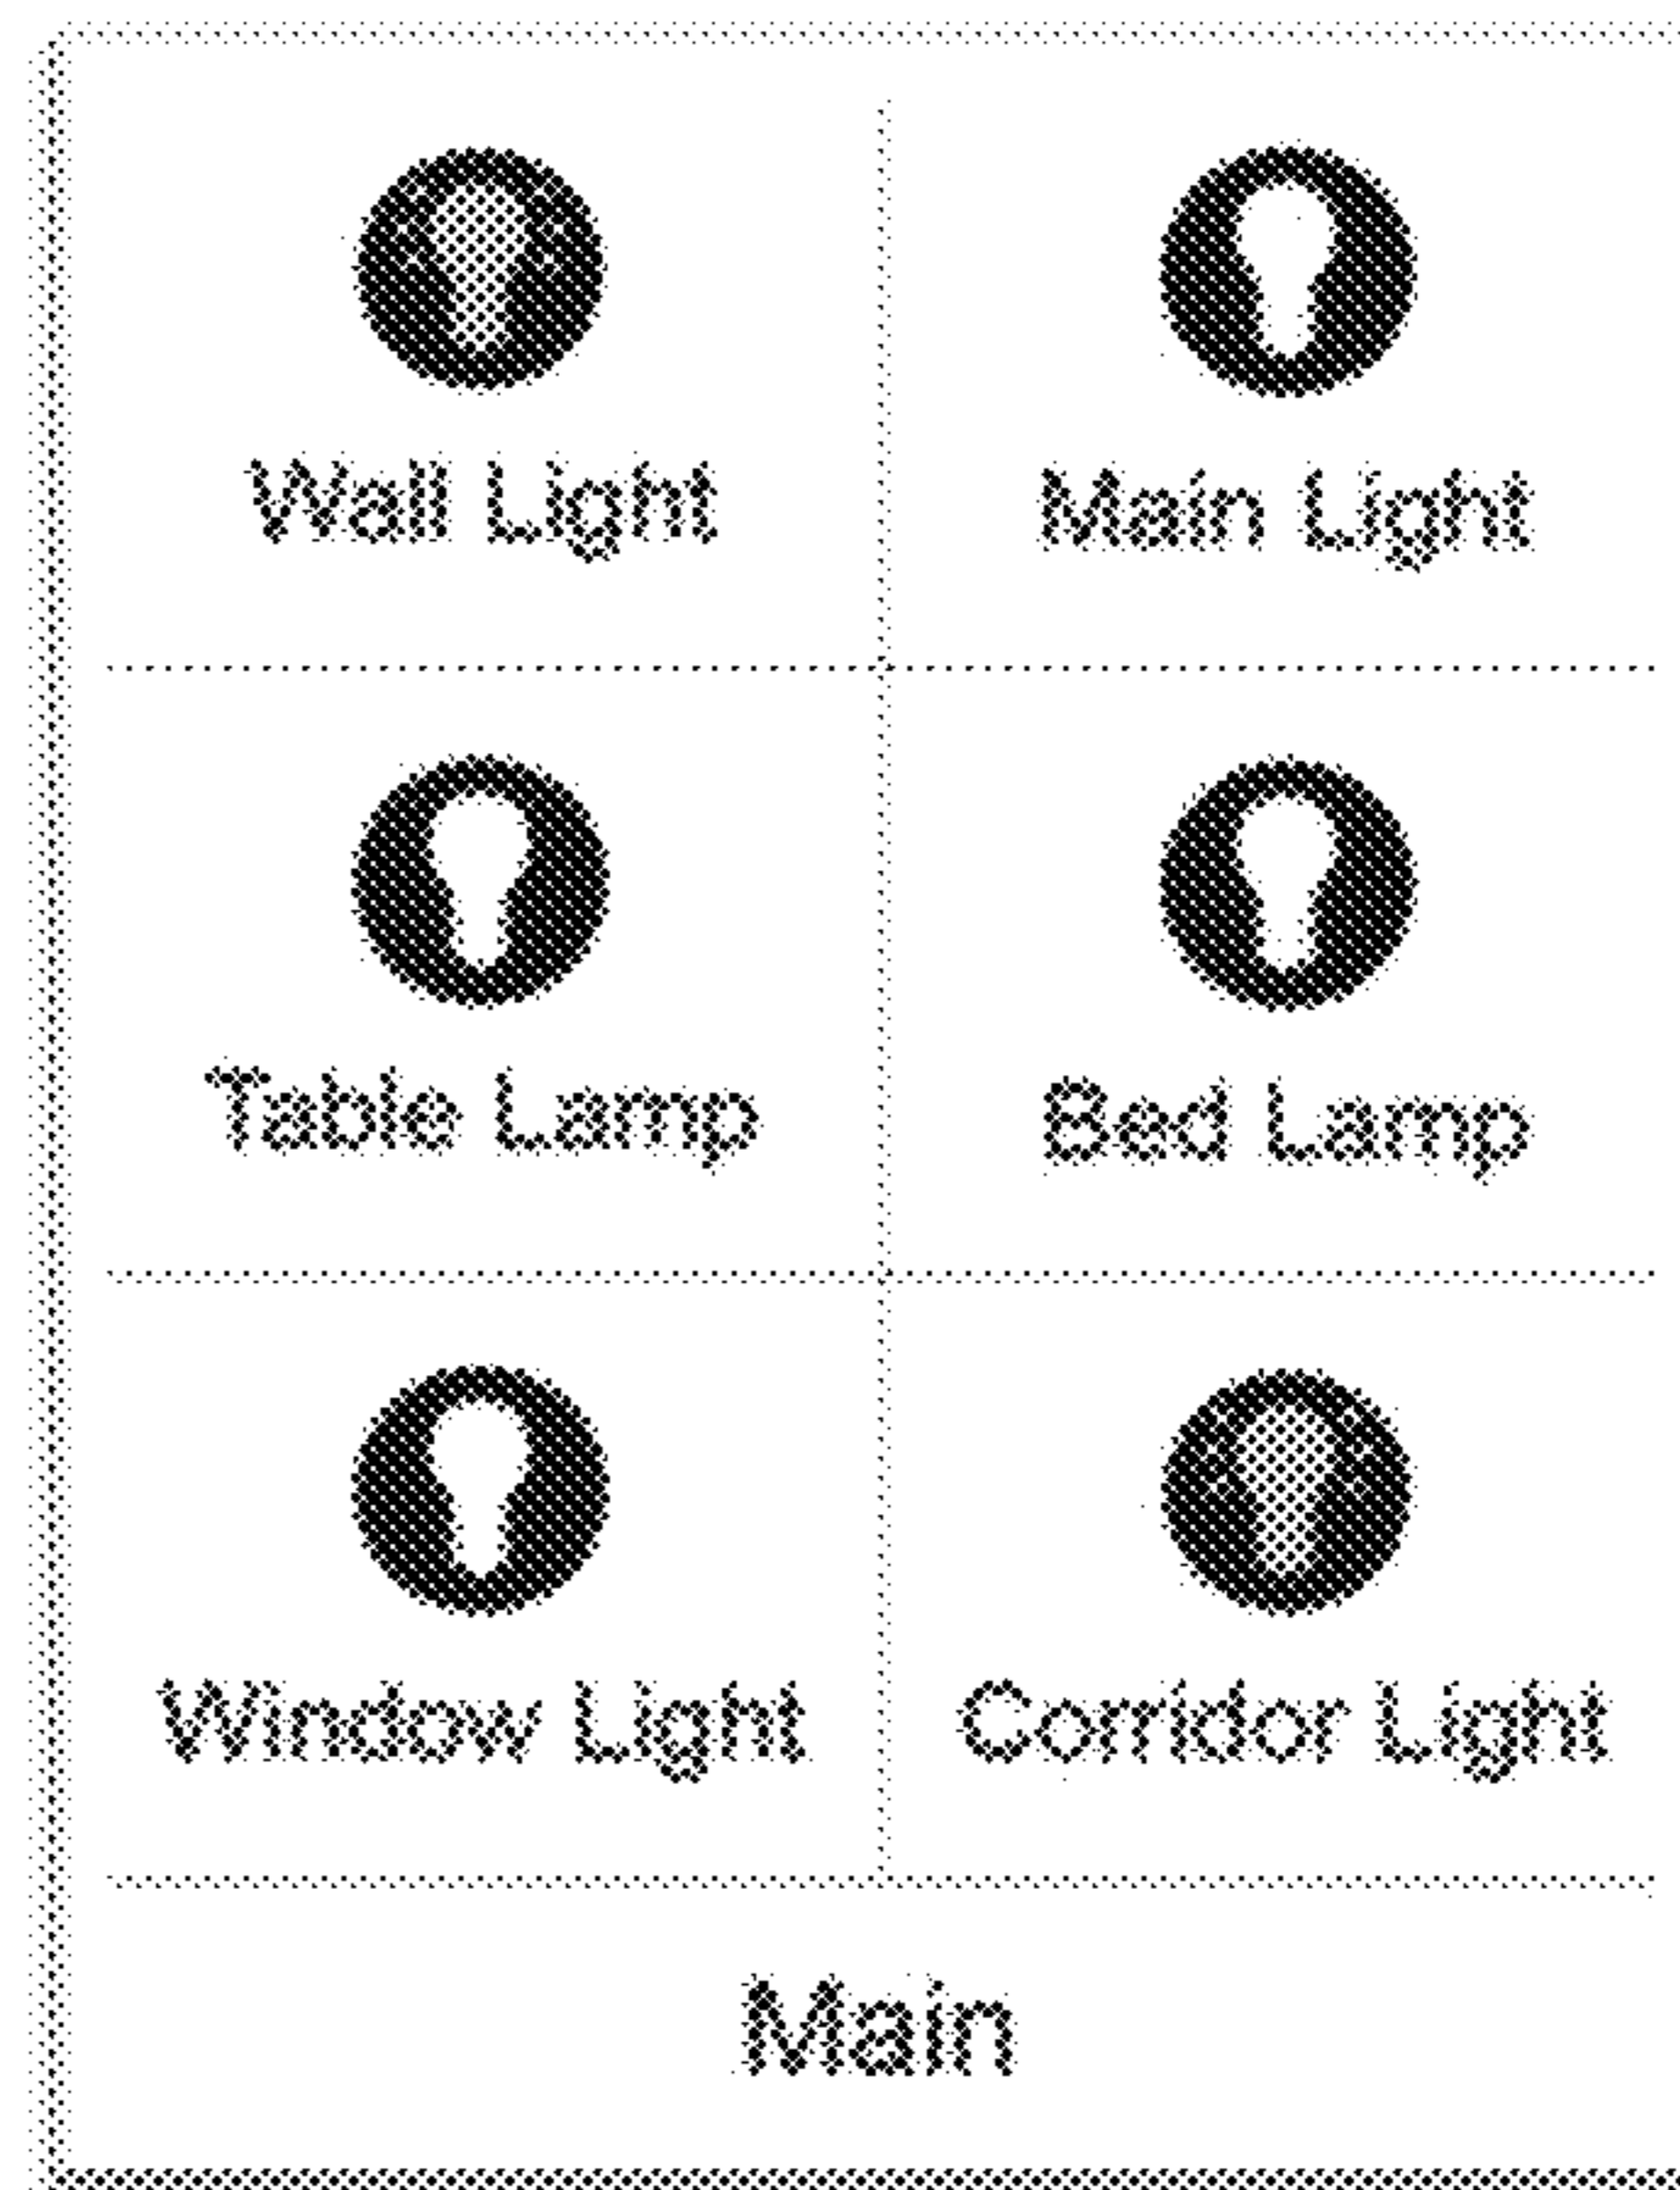 Wall Light
Main Light
Table Lamp
Bed Lamp
Window Light
Corridor Light
Main